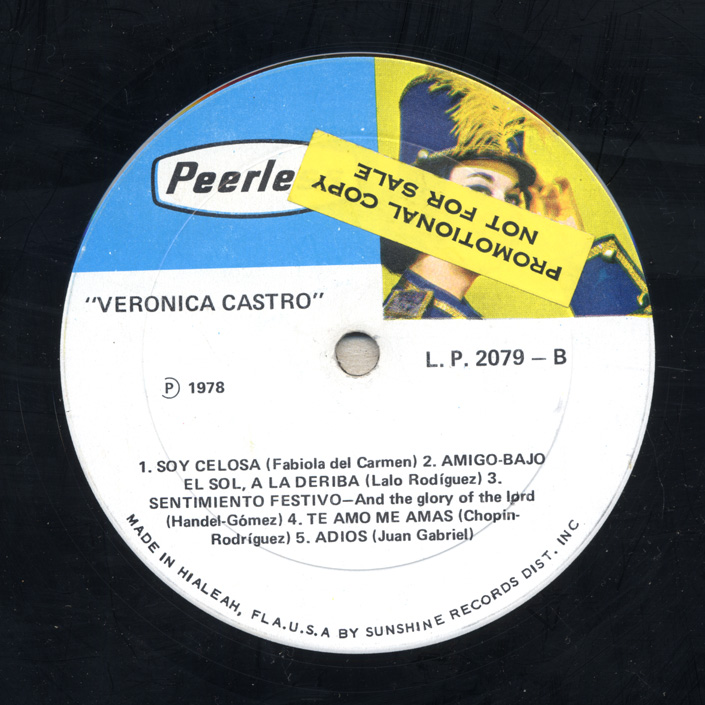 Peerle
PROMOTIONAL COPY
NOT FOR SALE
"VERONICA CASTRO"
L. P. 2079 – B
Ⓟ 1978
1. SOY CELOSA (Fabiola del Carmen) 2. AMIGO-BAJO
EL SOL, A LA DERIBA (Lalo Rodíguez) 3.
SENTIMIENTO FESTIVO—And the glory of the lørd
(Handel-Gómez) 4. TE AMO ME AMAS (Chopin-
Rodríguez) 5. ADIOS (Juan Gabriel)
MADE IN HIALEAH, FLA.U.S.A BY SUNSHINE RECORDS DIST. INC